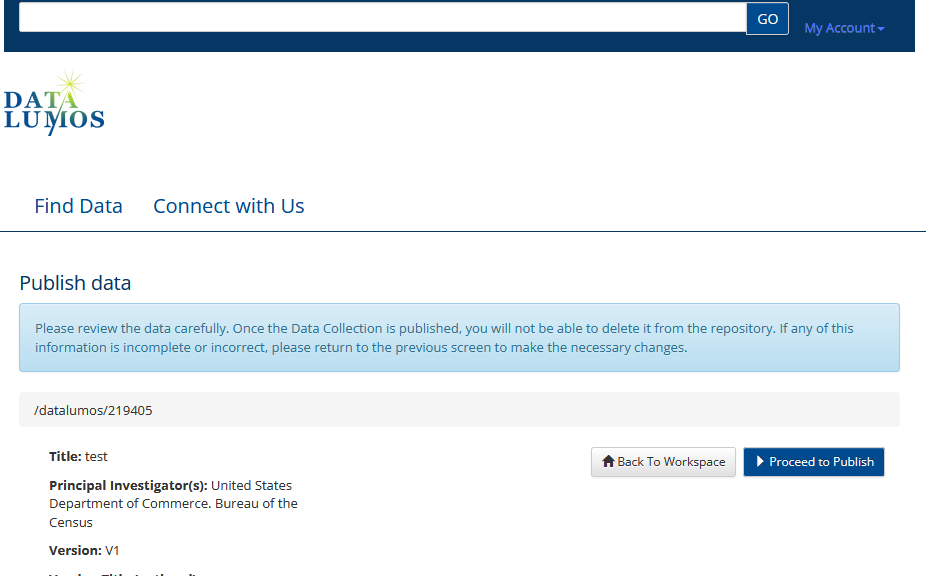 GO
My Account
DATA
LUMOS
Find Data
Connect with Us
Publish data
Please review the data carefully. Once the Data Collection is published, you will not be able to delete it from the repository. If any of this
information is incomplete or incorrect, please return to the previous screen to make the necessary changes.
/datalumos/219405
Title: test
Back To Workspace
Proceed to Publish
Principal Investigator(s): United States
Department of Commerce. Bureau of the
Census
Version: V1